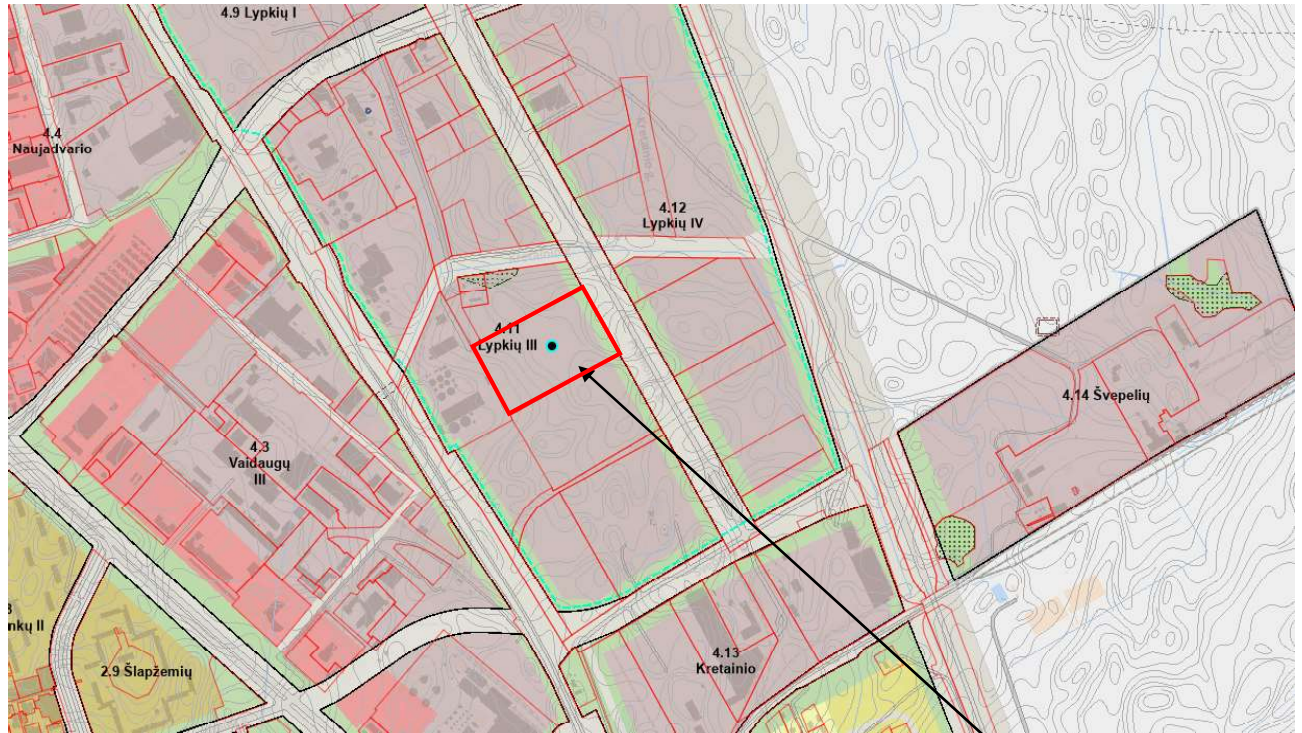 4.9 Lypkių I
4.4
Naujadvario
4.12
Lypkių IV
4.11
Lypkių III
4.14 Švepelių
4.3
Vaidaugų
III
nkų II
2.9 Šlapžemių
4.13
Kretainio